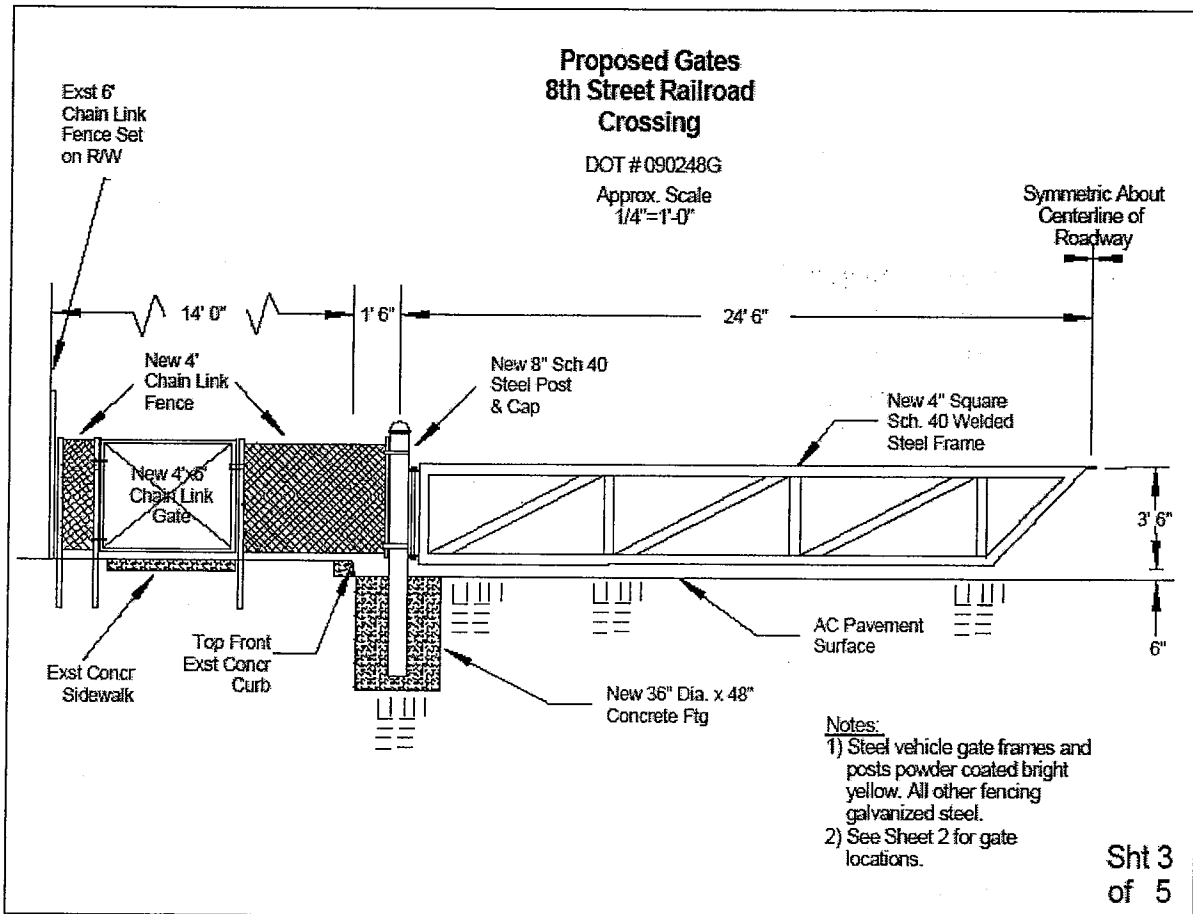 Proposed Gates
8th Street Railroad
Crossing
DOT # 090248G
Approx. Scale
1/4"=1'-0"
Exst 6'
Chain Link
Fence Set
on R/W
Symmetric About
Centerline of
Roadway
14' 0"
1' 6"
24' 6"
New 4'
Chain Link
Fence
New 8" Sch 40
Steel Post
& Cap
New 4" Square
Sch. 40 Welded
Steel Frame
New 4'x5'
Chain Link
Gate
3' 6"
6"
Exst Concr
Sidewalk
Top Front
Exst Concr
Curb
AC Pavement
Surface
New 36" Dia. x 48"
Concrete Ftg
Notes:
1) Steel vehicle gate frames and
posts powder coated bright
yellow. All other fencing
galvanized steel.
2) See Sheet 2 for gate
locations.
Sht 3
of 5